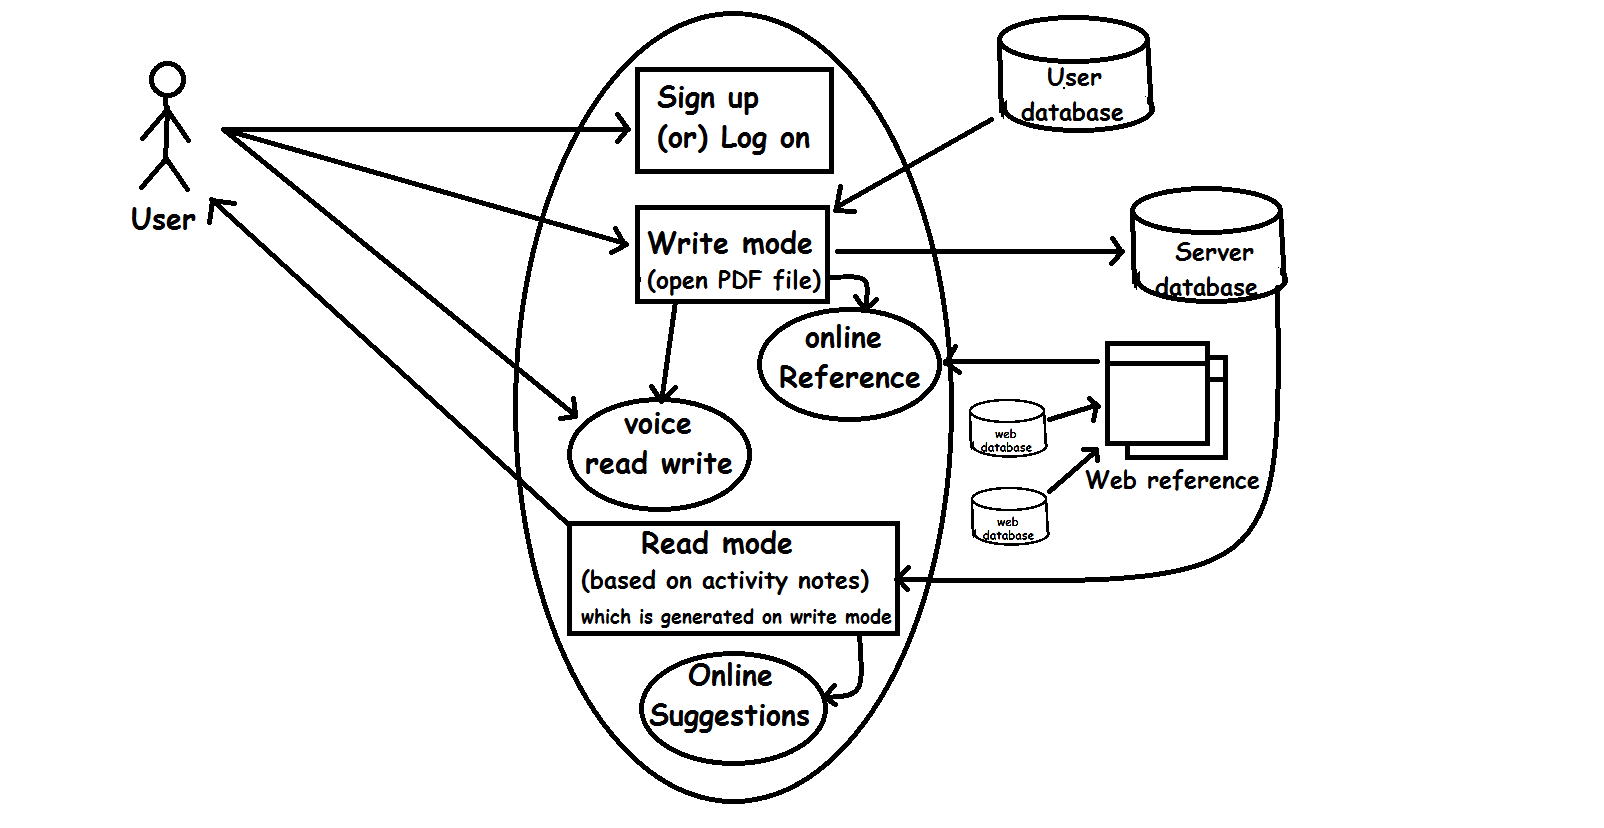 User
Sign up
(or) Log on
Write mode
(open PDF file)
online
Reference
voice
read write
Read mode
(based on activity notes)
which is generated on write mode
Online
Suggestions
User
database
Server
database
web
database
web
database
Web reference